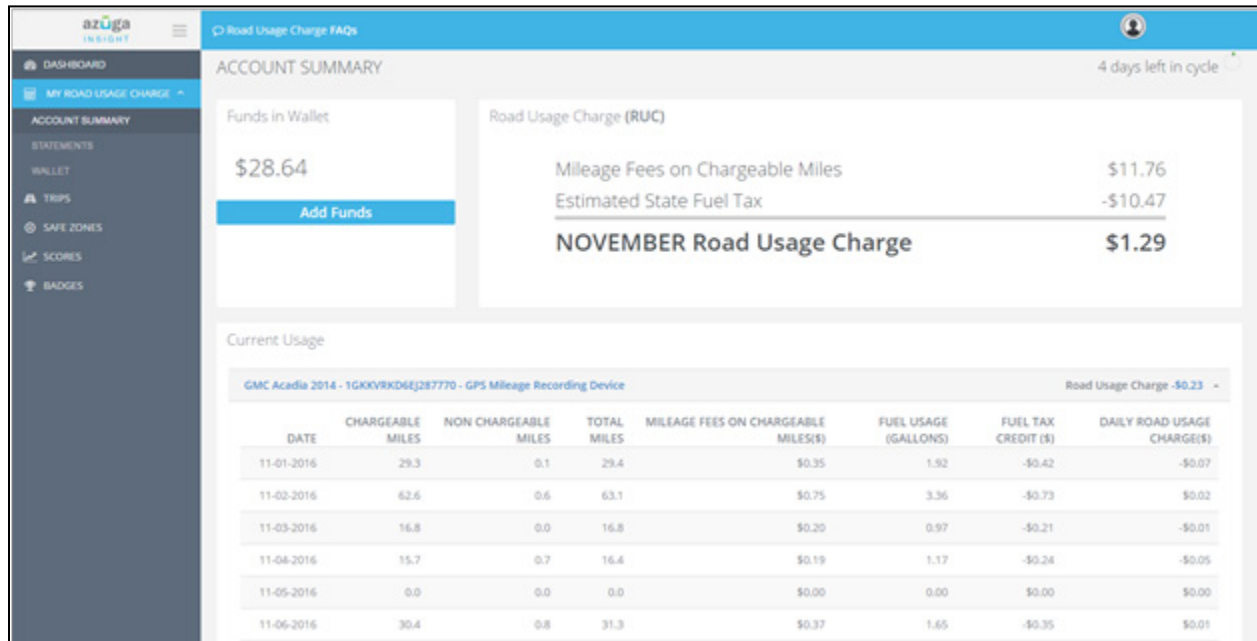 azūga
INSIGHT
Road Usage Charge FAQs
DASHBOARD
MY ROAD USAGE CHARGE
ACCOUNT SUMMARY
STATEMENTS
WALLET
TRIPS
SAFE ZONES
SCORES
BADGES
ACCOUNT SUMMARY
4 days left in cycle
Funds in Wallet
$28.64
Add Funds
Road Usage Charge (RUC)
Mileage Fees on Chargeable Miles $11.76
Estimated State Fuel Tax -$10.47
NOVEMBER Road Usage Charge $1.29
Current Usage
GMC Acadia 2014 - 1GKKVRKD6EJ287770 - GPS Mileage Recording Device Road Usage Charge -$0.23
CHARGEABLE NON CHARGEABLE TOTAL MILEAGE FEES ON CHARGEABLE FUEL USAGE FUEL TAX DAILY ROAD USAGE
DATE MILES MILES MILES MILES($) (GALLONS) CREDIT ($) CHARGE($)
11-01-2016 29.3 0.1 29.4 $0.35 1.92 -$0.42 -$0.07
11-02-2016 62.6 0.6 63.1 $0.75 3.36 -$0.73 $0.02
11-03-2016 16.8 0.0 16.8 $0.20 0.97 -$0.21 -$0.01
11-04-2016 15.7 0.7 16.4 $0.19 1.17 -$0.24 -$0.05
11-05-2016 0.0 0.0 0.0 $0.00 0.00 $0.00 $0.00
11-06-2016 30.4 0.8 31.3 $0.37 1.65 -$0.35 $0.01